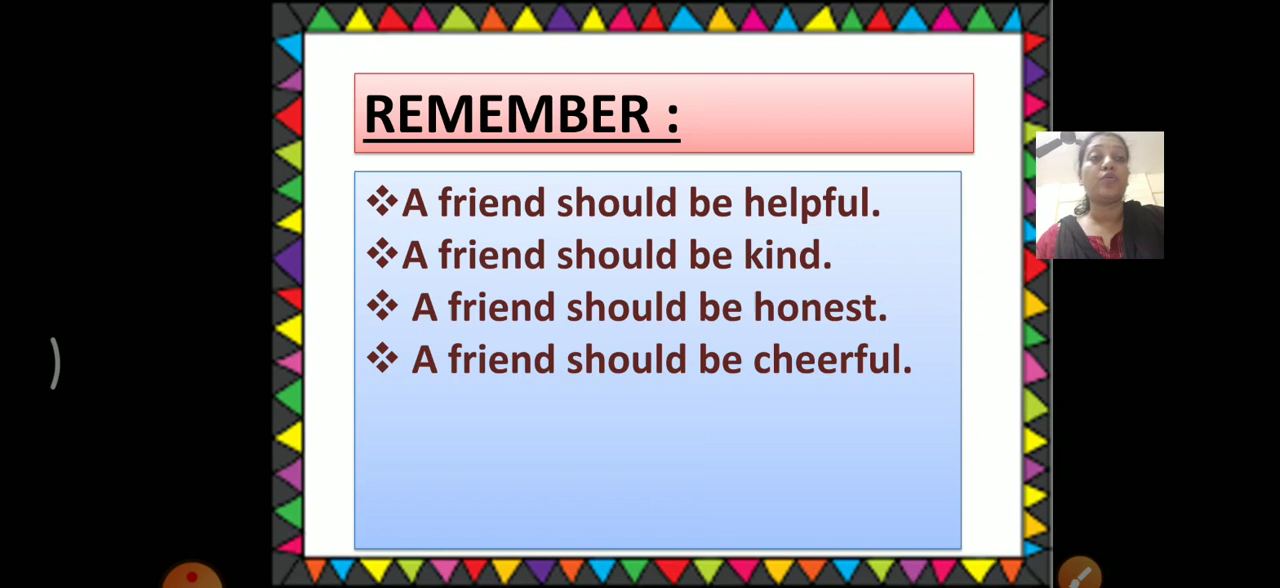 REMEMBER :
❖A friend should be helpful.
❖A friend should be kind.
❖ A friend should be honest.
❖ A friend should be cheerful.